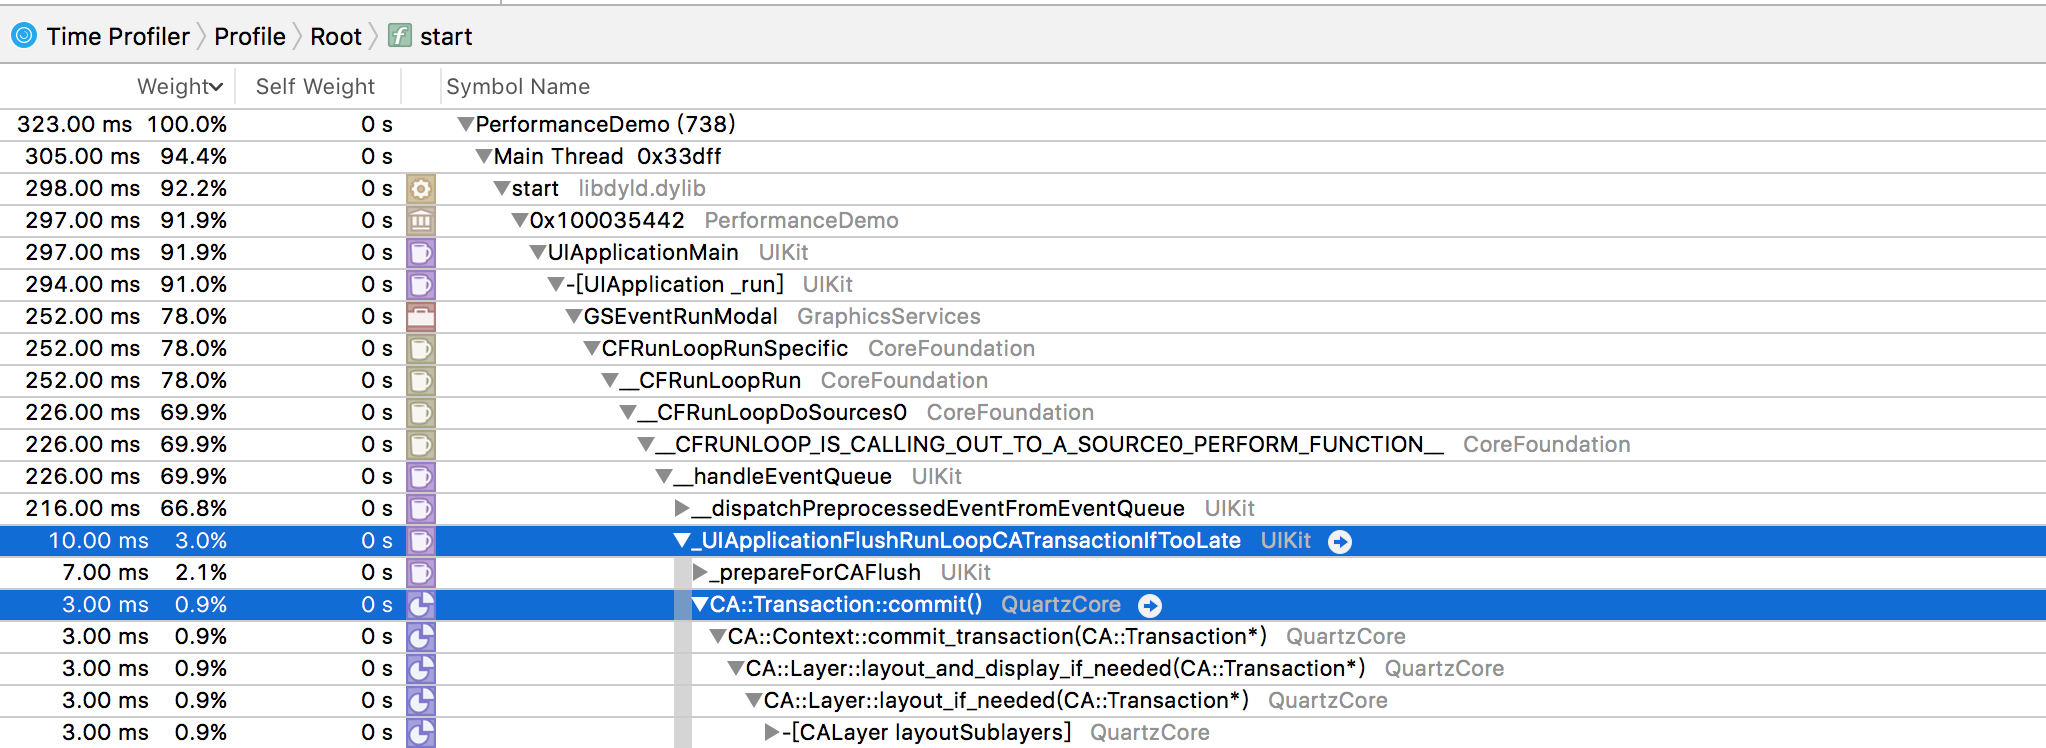 Time Profiler Profile Root f start
Weight Self Weight Symbol Name
323.00 ms 100.0% 0 s PerformanceDemo (738)
305.00 ms 94.4% 0 s Main Thread 0x33dff
298.00 ms 92.2% 0 s start libdyld.dylib
297.00 ms 91.9% 0 s 0x100035442 PerformanceDemo
297.00 ms 91.9% 0 s UIApplicationMain UIKit
294.00 ms 91.0% 0 s -[UIApplication _run] UIKit
252.00 ms 78.0% 0 s GSEventRunModal GraphicsServices
252.00 ms 78.0% 0 s CFRunLoopRunSpecific CoreFoundation
252.00 ms 78.0% 0 s __CFRunLoopRun CoreFoundation
226.00 ms 69.9% 0 s __CFRunLoopDoSources0 CoreFoundation
226.00 ms 69.9% 0 s __CFRUNLOOP_IS_CALLING_OUT_TO_A_SOURCE0_PERFORM_FUNCTION__ CoreFoundation
226.00 ms 69.9% 0 s __handleEventQueue UIKit
216.00 ms 66.8% 0 s __dispatchPreprocessedEventFromEventQueue UIKit
10.00 ms 3.0% 0 s _UIApplicationFlushRunLoopCATransactionIfTooLate UIKit
7.00 ms 2.1% 0 s _prepareForCAFlush UIKit
3.00 ms 0.9% 0 s CA::Transaction::commit() QuartzCore
3.00 ms 0.9% 0 s CA::Context::commit_transaction(CA::Transaction*) QuartzCore
3.00 ms 0.9% 0 s CA::Layer::layout_and_display_if_needed(CA::Transaction*) QuartzCore
3.00 ms 0.9% 0 s CA::Layer::layout_if_needed(CA::Transaction*) QuartzCore
3.00 ms 0.9% 0 s -[CALayer layoutSublayers] QuartzCore